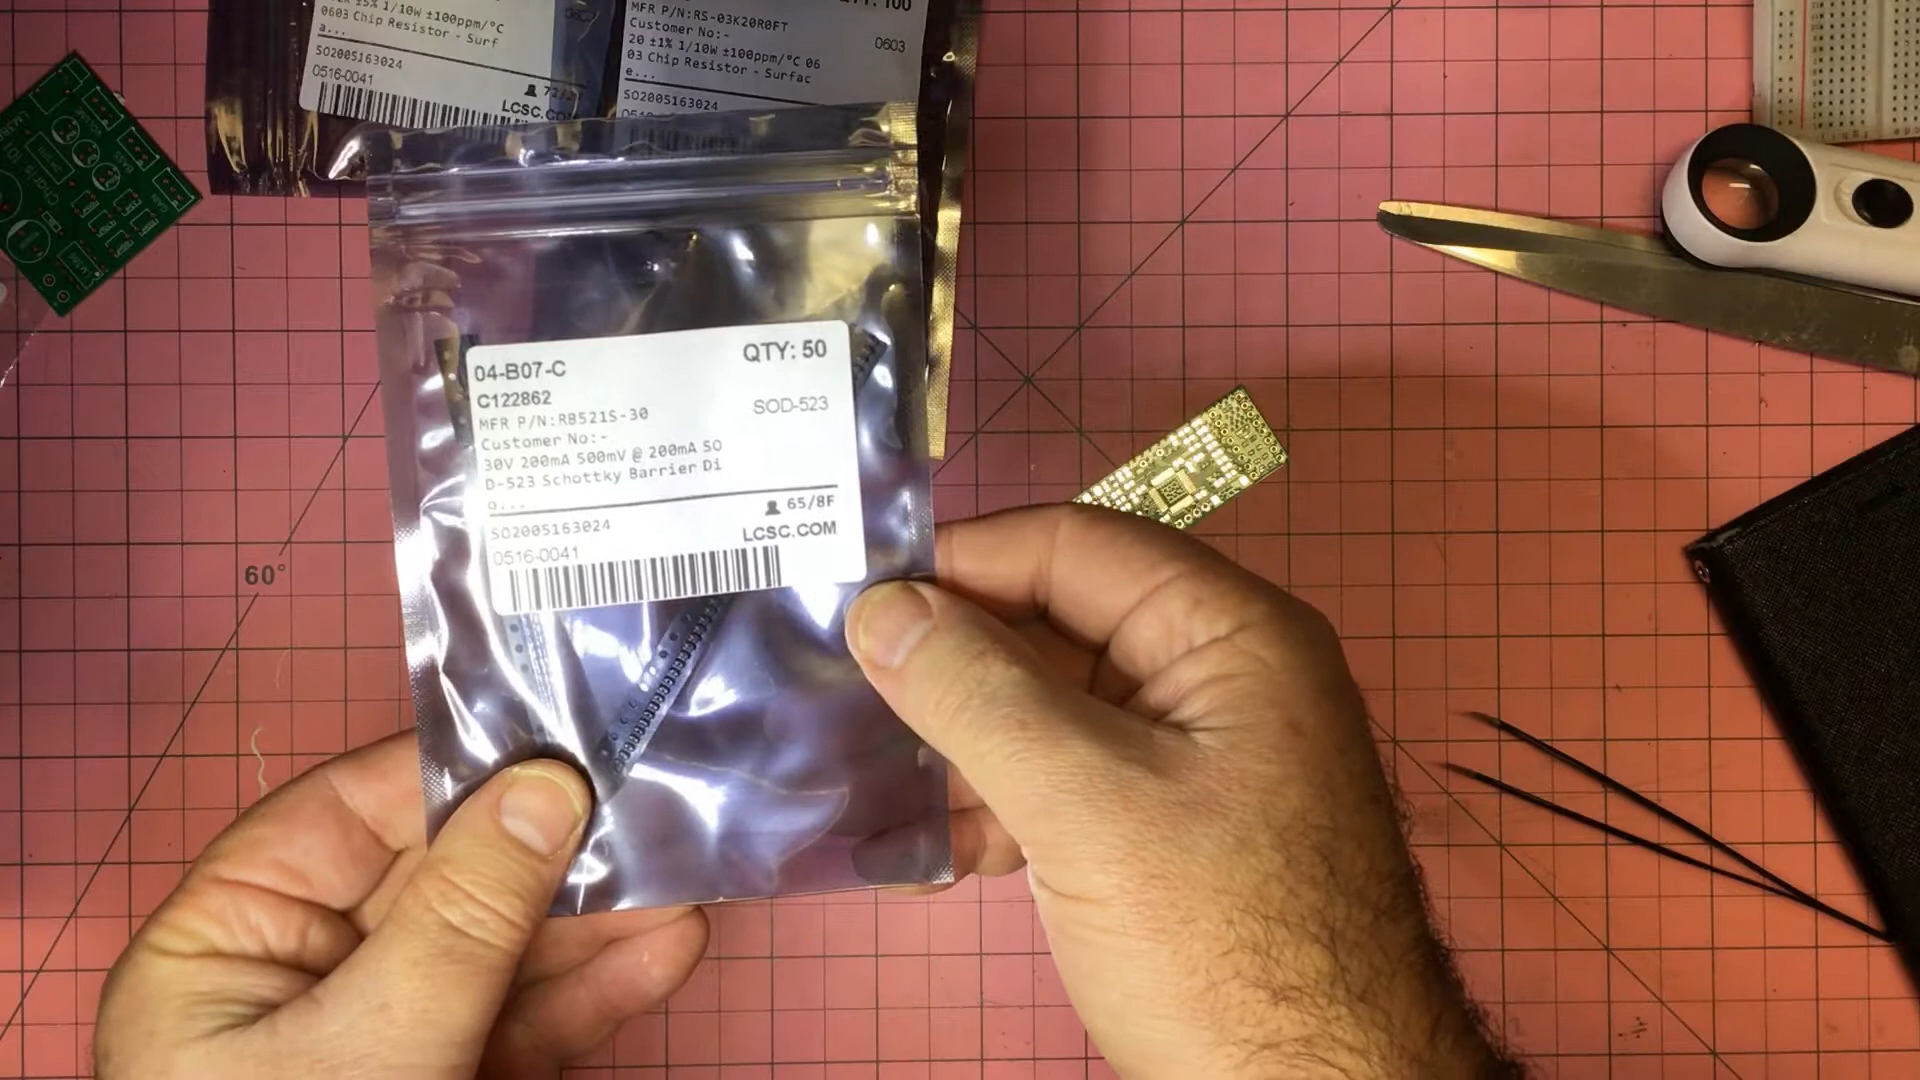 ±5% 1/10W ±100ppm/°C
0603 Chip Resistor - Surf
a...
SO2005163024
0516-0041
LCSC.CO
100
MFR P/N:RS-03K20R0FT
Customer No:-
0603
20 ±1% 1/10W ±100ppm/°C 06
03 Chip Resistor - Surfac
e...
SO2005163024
04-B07-C
QTY: 50
C122862
SOD-523
MFR P/N:RB521S-30
Customer No:-
30V 200mA 500mV @ 200mA SO
D-523 Schottky Barrier Di
o...
65/8F
SO2005163024
LCSC.COM
0516-0041
60°